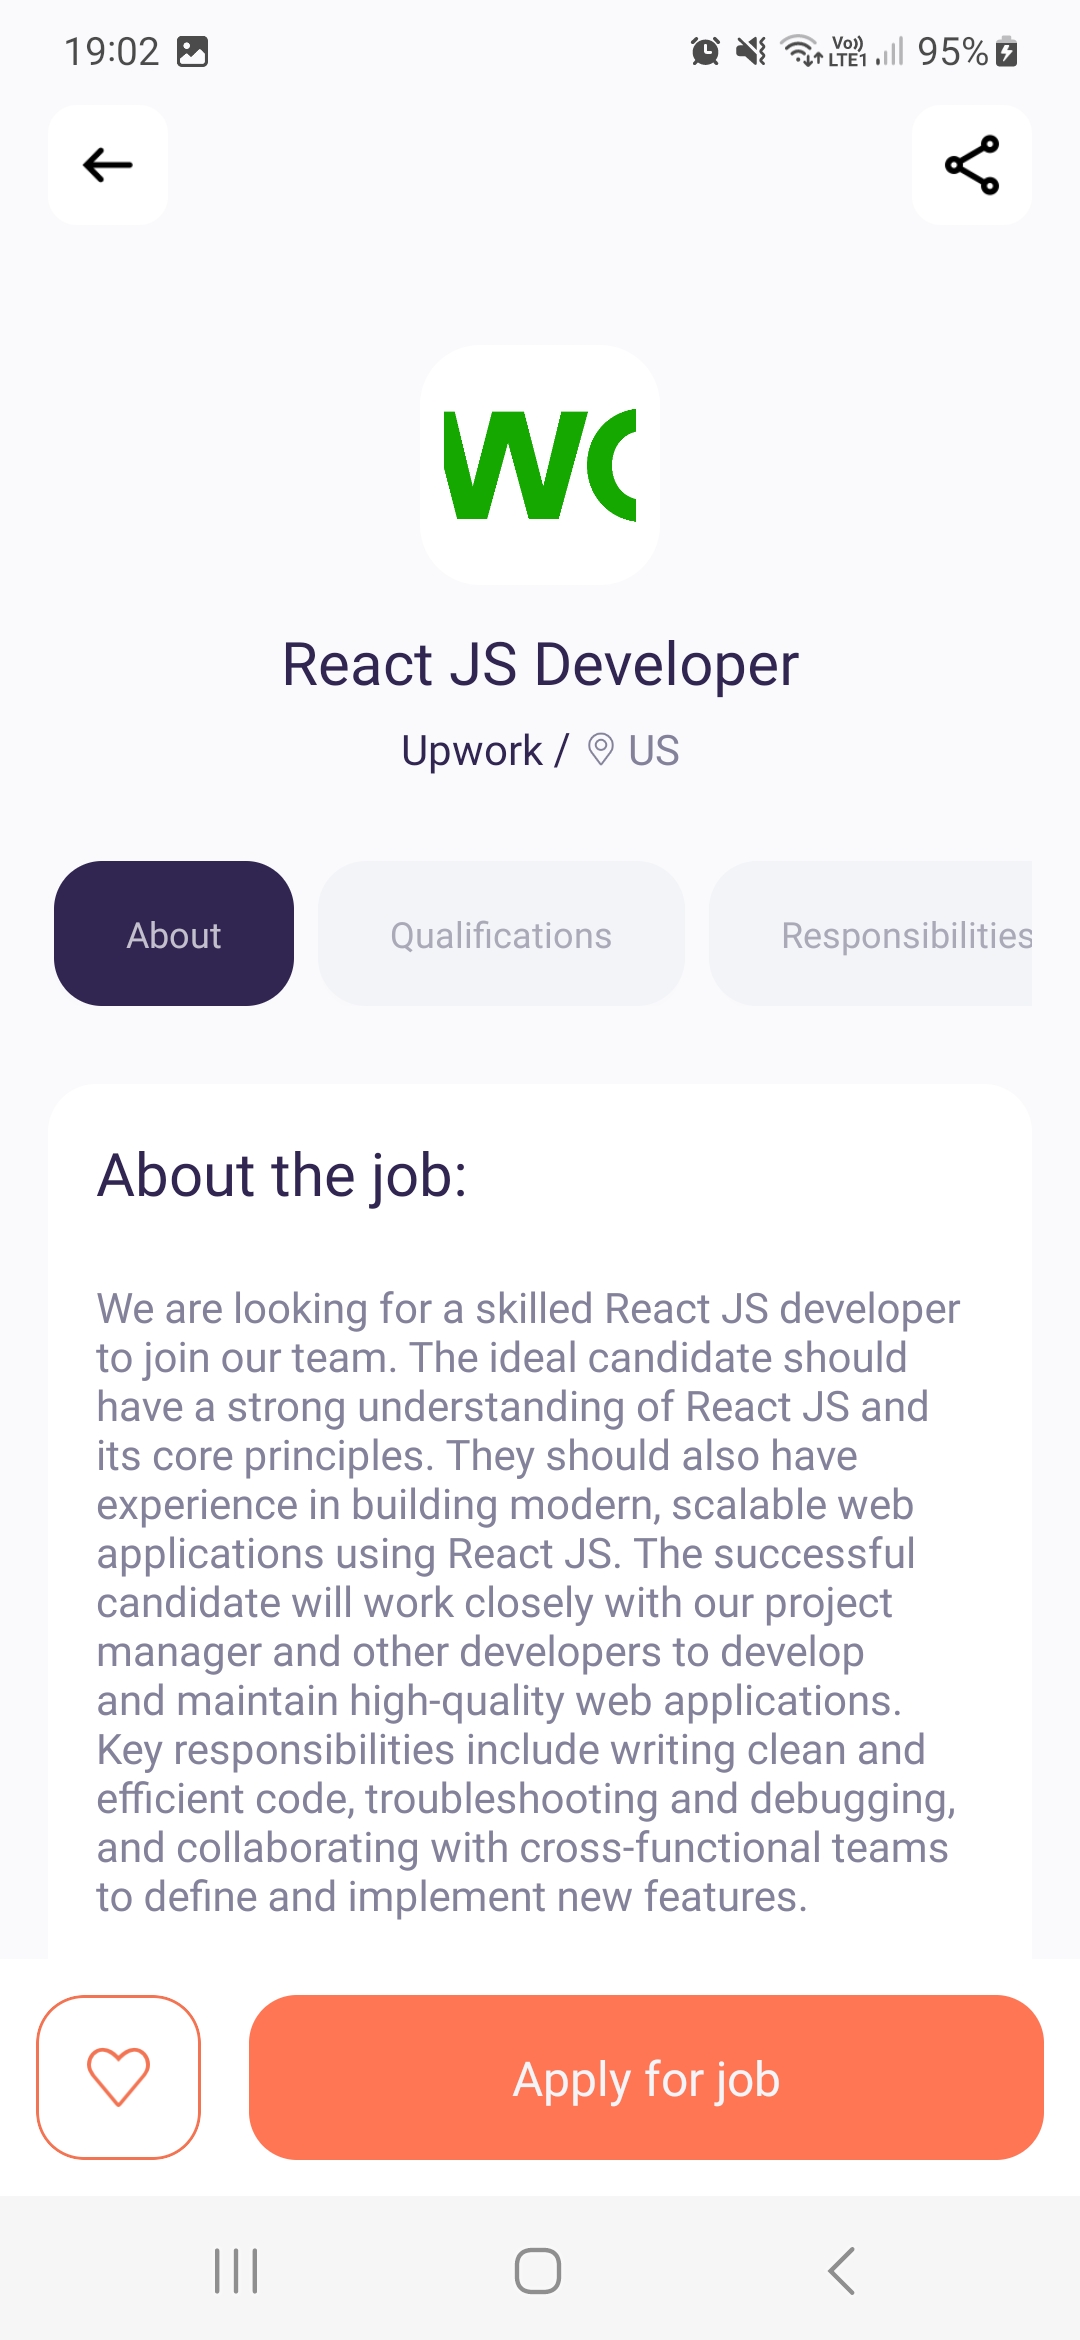 19:02 Vo)) LTE1 95%
WC
React JS Developer
Upwork / US
About Qualifications Responsibilities
About the job:
We are looking for a skilled React JS developer
to join our team. The ideal candidate should
have a strong understanding of React JS and
its core principles. They should also have
experience in building modern, scalable web
applications using React JS. The successful
candidate will work closely with our project
manager and other developers to develop
and maintain high-quality web applications.
Key responsibilities include writing clean and
efficient code, troubleshooting and debugging,
and collaborating with cross-functional teams
to define and implement new features.
Apply for job